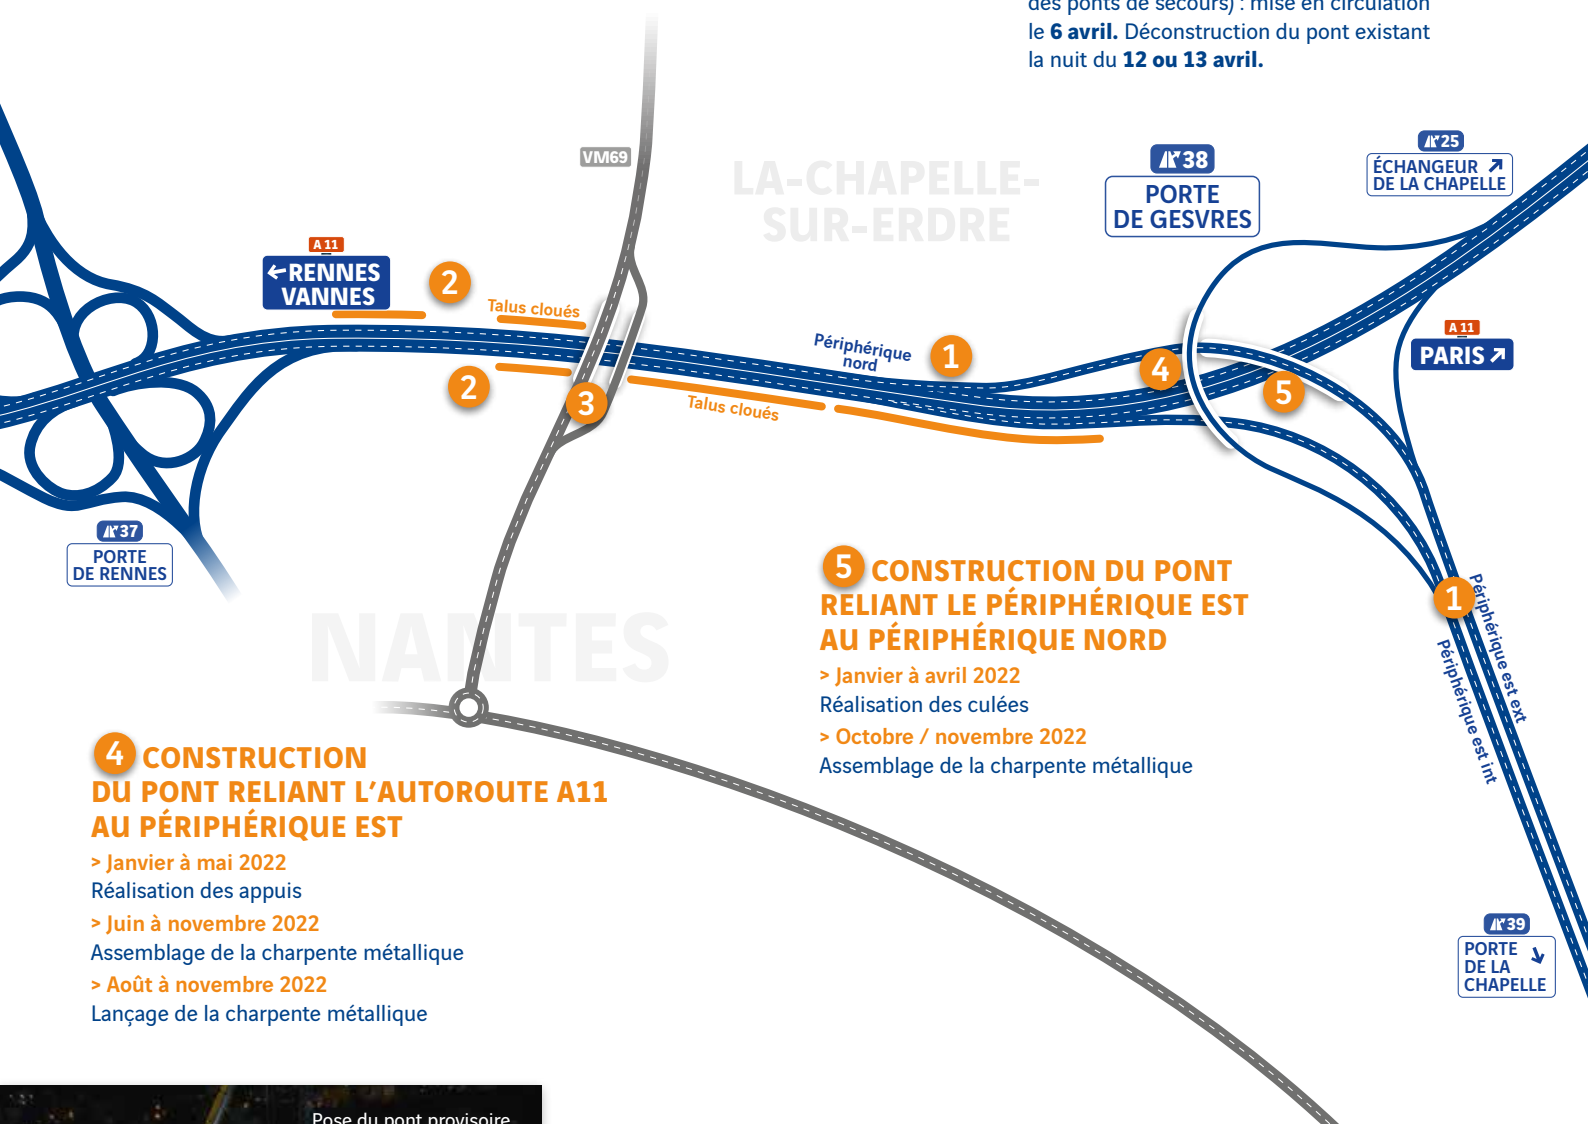 des ponts de secours) : mise en circulation
le 6 avril. Déconstruction du pont existant
la nuit du 12 ou 13 avril.
VM69
LA-CHAPELLE-
SUR-ERDRE
38
PORTE
DE GESVRES
25
ÉCHANGEUR ↗
DE LA CHAPELLE
A 11
←RENNES
VANNES
2
Talus cloués
Périphérique
nord
1
4
5
A 11
PARIS ↗
2
3
Talus cloués
37
PORTE
DE RENNES
NANTES
1
Périphérique est ext
Périphérique est int
5 CONSTRUCTION DU PONT
RELIANT LE PÉRIPHÉRIQUE EST
AU PÉRIPHÉRIQUE NORD
> Janvier à avril 2022
Réalisation des culées
> Octobre / novembre 2022
Assemblage de la charpente métallique
4 CONSTRUCTION
DU PONT RELIANT L’AUTOROUTE A11
AU PÉRIPHÉRIQUE EST
> Janvier à mai 2022
Réalisation des appuis
> Juin à novembre 2022
Assemblage de la charpente métallique
> Août à novembre 2022
Lançage de la charpente métallique
39
PORTE
DE LA ↘
CHAPELLE
Pose du pont provisoire